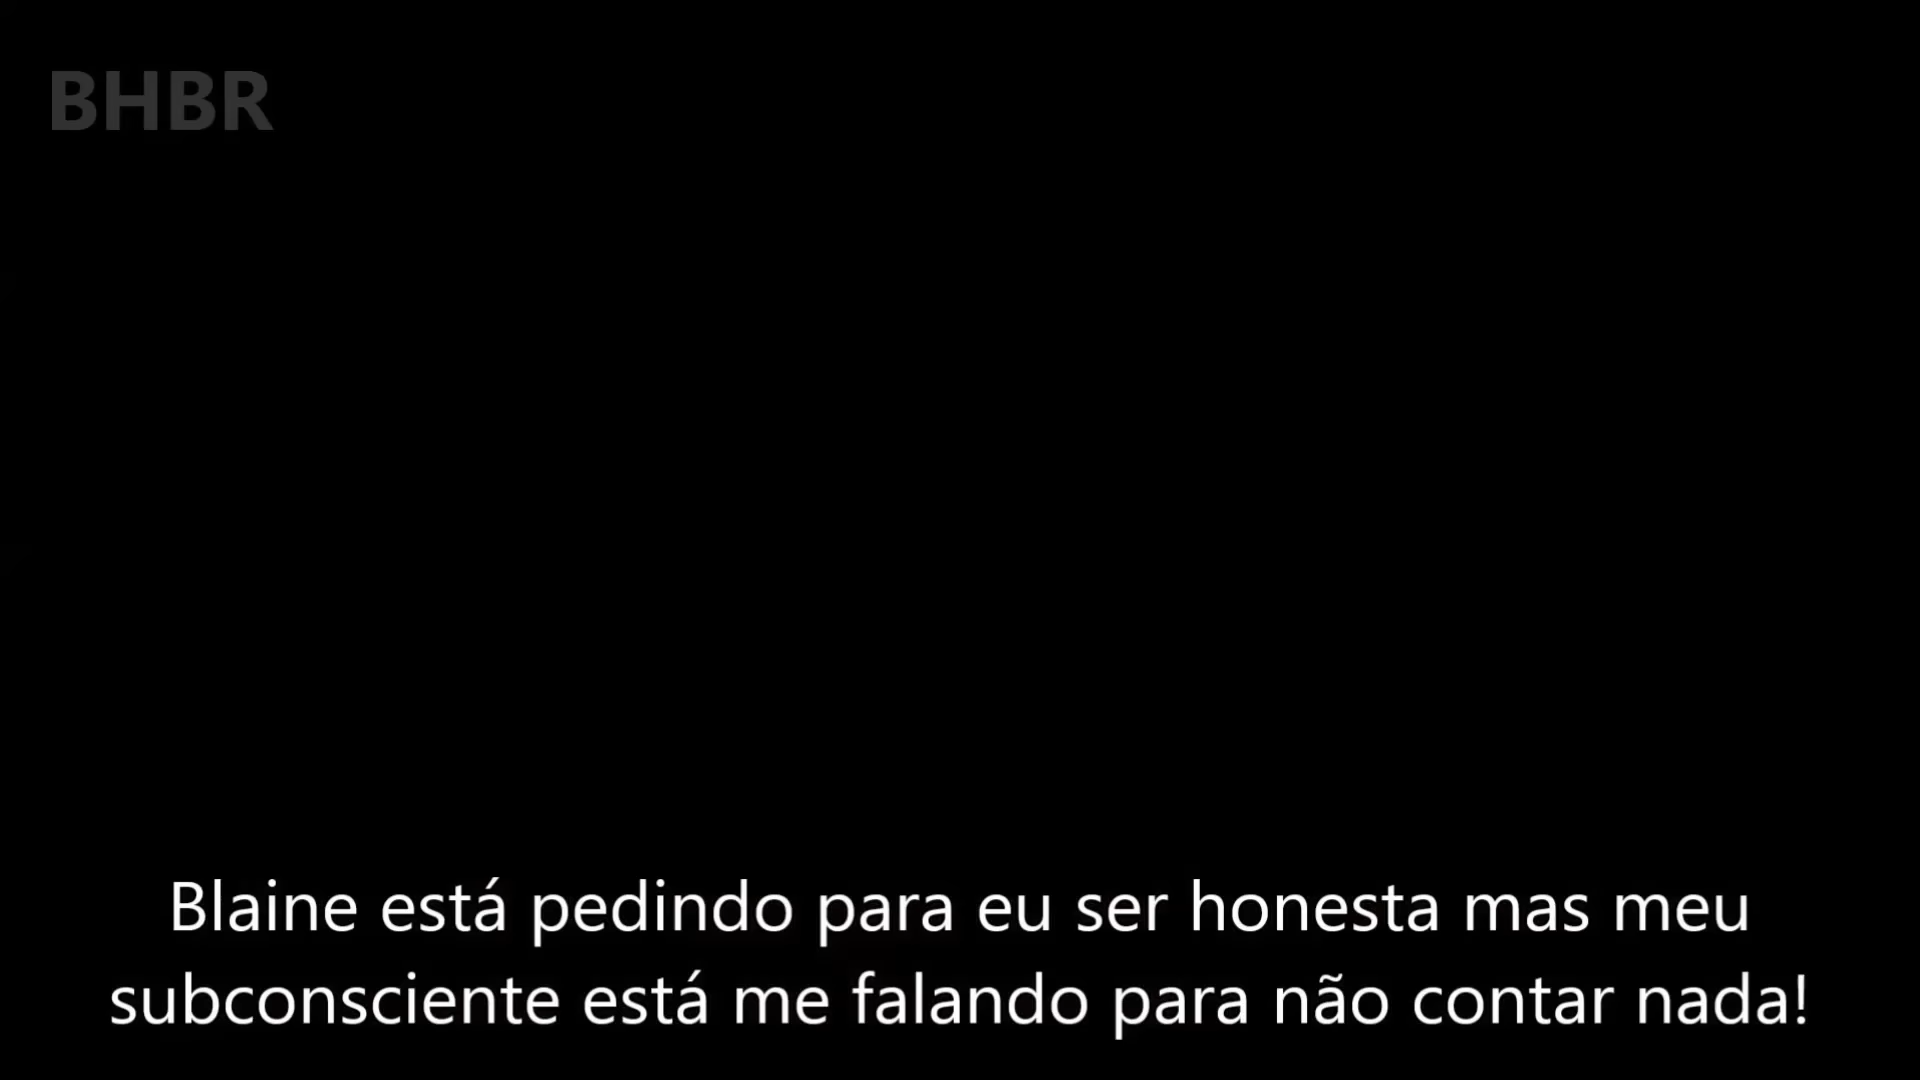 BHBR
Blaine está pedindo para eu ser honesta mas meu
subconsciente está me falando para não contar nada!